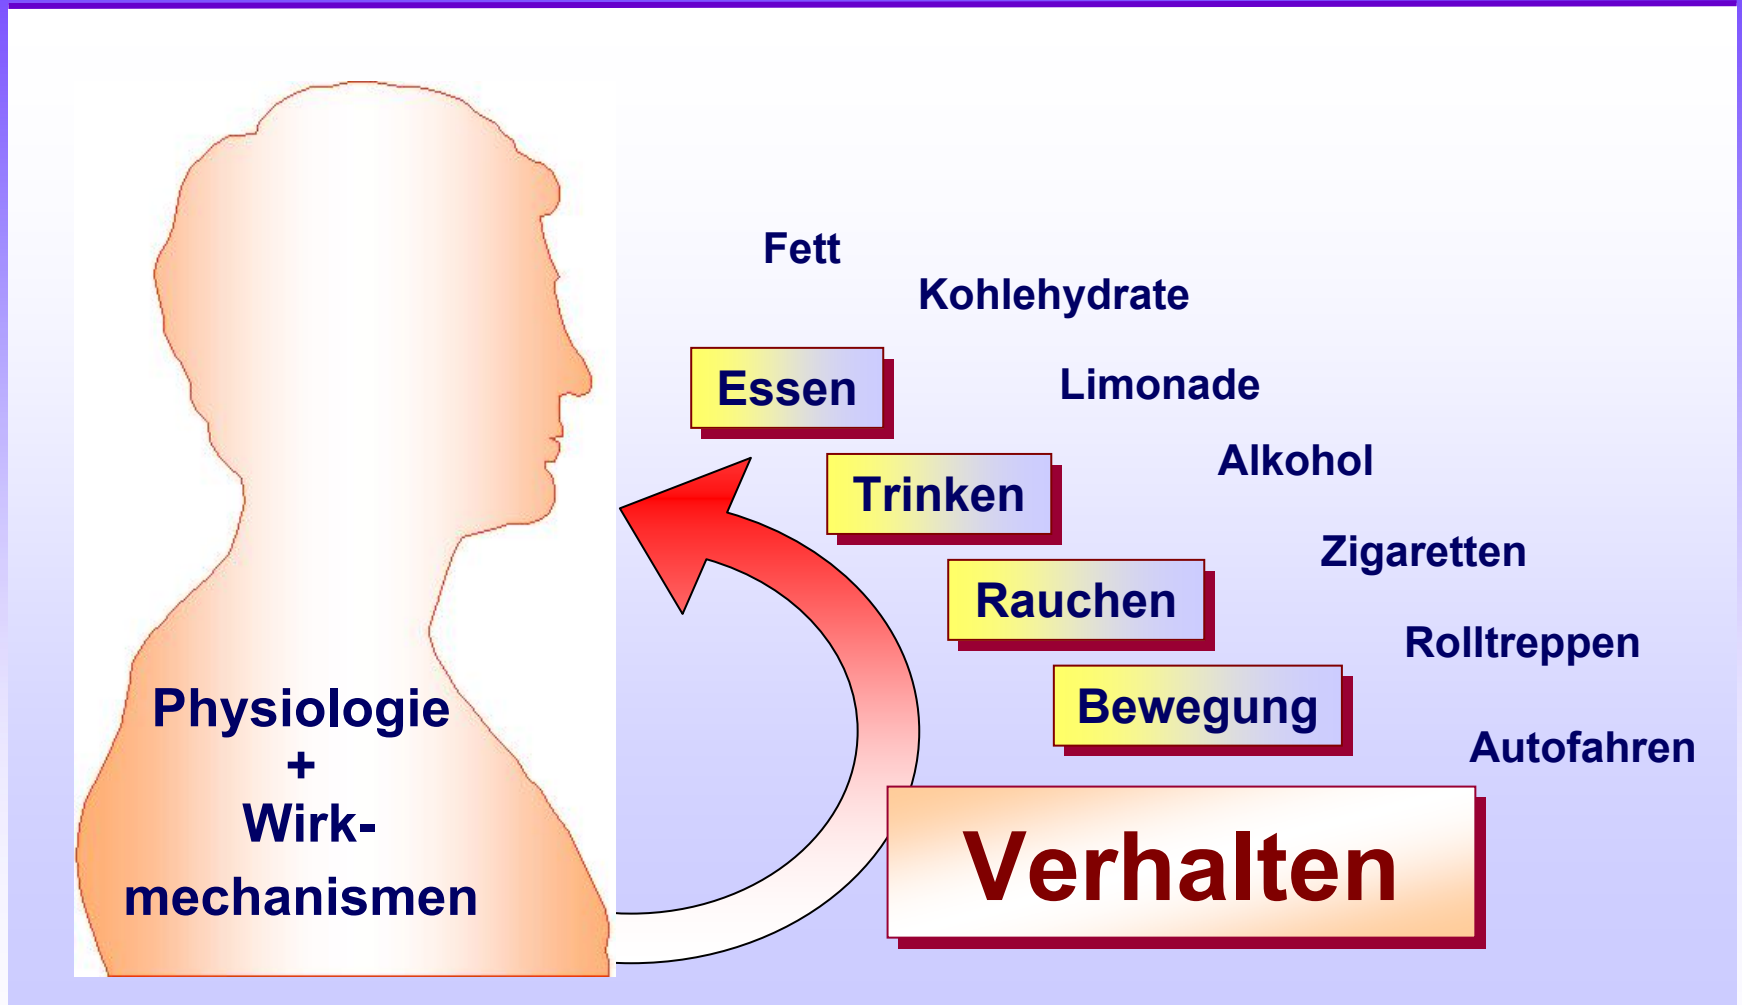 Fett
Kohlehydrate
Essen
Limonade
Alkohol
Trinken
Zigaretten
Rauchen
Rolltreppen
Bewegung
Autofahren
Verhalten
Physiologie
+
Wirk-
mechanismen